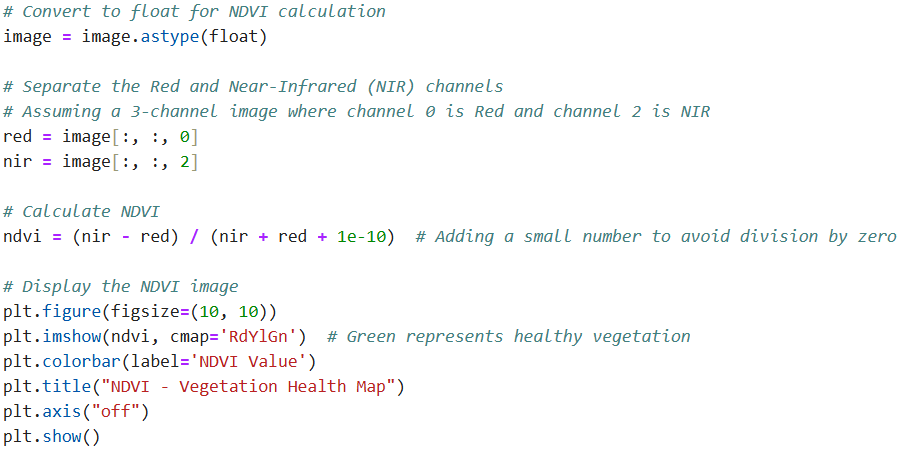 # Convert to float for NDVI calculation
image = image.astype(float)
# Separate the Red and Near-Infrared (NIR) channels
# Assuming a 3-channel image where channel 0 is Red and channel 2 is NIR
red = image[:, :, 0]
nir = image[:, :, 2]
# Calculate NDVI
ndvi = (nir - red) / (nir + red + 1e-10)  # Adding a small number to avoid division by zero
# Display the NDVI image
plt.figure(figsize=(10, 10))
plt.imshow(ndvi, cmap='RdYlGn')  # Green represents healthy vegetation
plt.colorbar(label='NDVI Value')
plt.title("NDVI - Vegetation Health Map")
plt.axis("off")
plt.show()